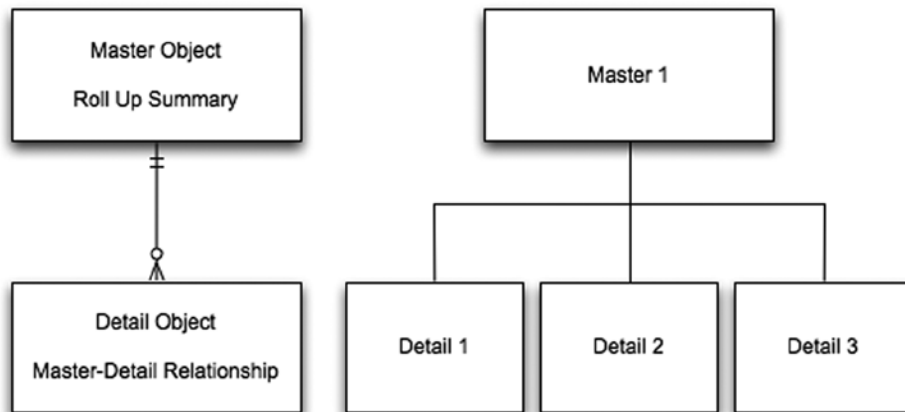 Master Object
Roll Up Summary
Master 1
Detail Object
Master-Detail Relationship
Detail 1
Detail 2
Detail 3